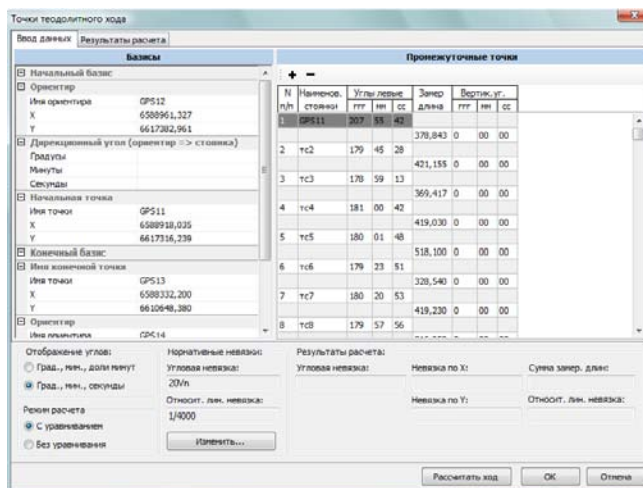 Точки теодолитного хода
Ввод данных Результаты расчета
Базисы
Начальный базис
Ориентир
Имя ориентира GPS12
X 6588961,327
Y 6617382,961
Дирекционный угол (ориентир => стоянка)
Градусы
Минуты
Секунды
Начальная точка
Имя точки GPS11
X 6588918,035
Y 6617316,239
Конечный базис
Имя конечной точки
Имя точки GPS13
X 6588332,200
Y 6610648,380
Ориентир
Имя ориентира GPS14
Промежуточные точки
+ −
N Наименов. Углы левые Замер Вертик.уг.
п/п стоянки ггг мм сс длина ггг мм сс
1 GPS11 207 55 42
378,843 0 00 00
2 тс2 179 45 28
421,155 0 00 00
3 тс3 178 59 13
369,417 0 00 00
4 тс4 181 00 42
419,030 0 00 00
5 тс5 180 01 48
518,100 0 00 00
6 тс6 179 23 51
328,540 0 00 00
7 тс7 180 20 53
419,230 0 00 00
8 тс8 179 57 56
Отображение углов:
Град., мин., доли минут
Град., мин., секунды
Режим расчета
С уравниванием
Без уравнивания
Нормативные невязки:
Угловая невязка:
20√n
Относит. лин. невязка:
1/4000
Изменить...
Результаты расчета:
Угловая невязка: Невязка по X: Сумма замер. длин:
Невязка по Y: Относит. лин. невязка:
Рассчитать ход OK Отмена